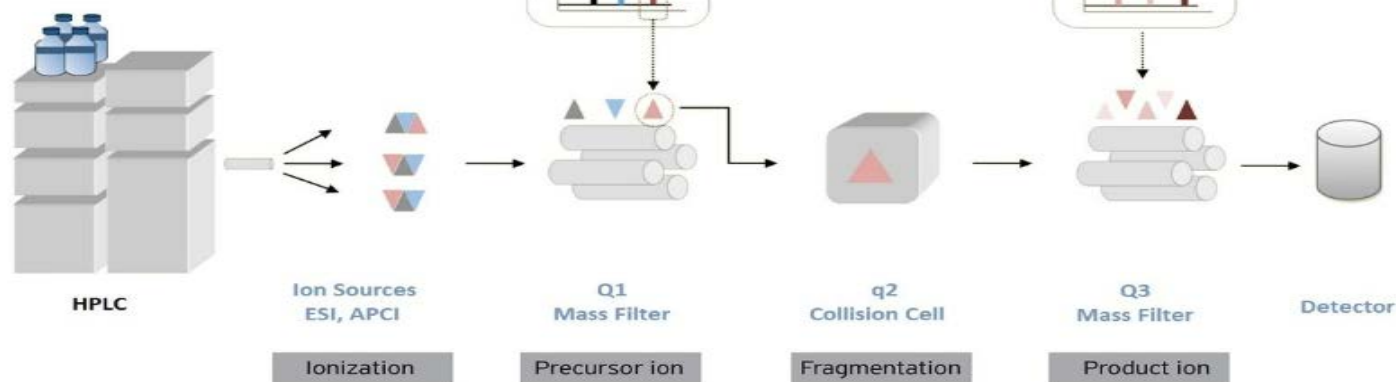 HPLC
Ion Sources
ESI, APCI
Q1
Mass Filter
q2
Collision Cell
Q3
Mass Filter
Detector
Ionization
Precursor ion
Fragmentation
Product ion